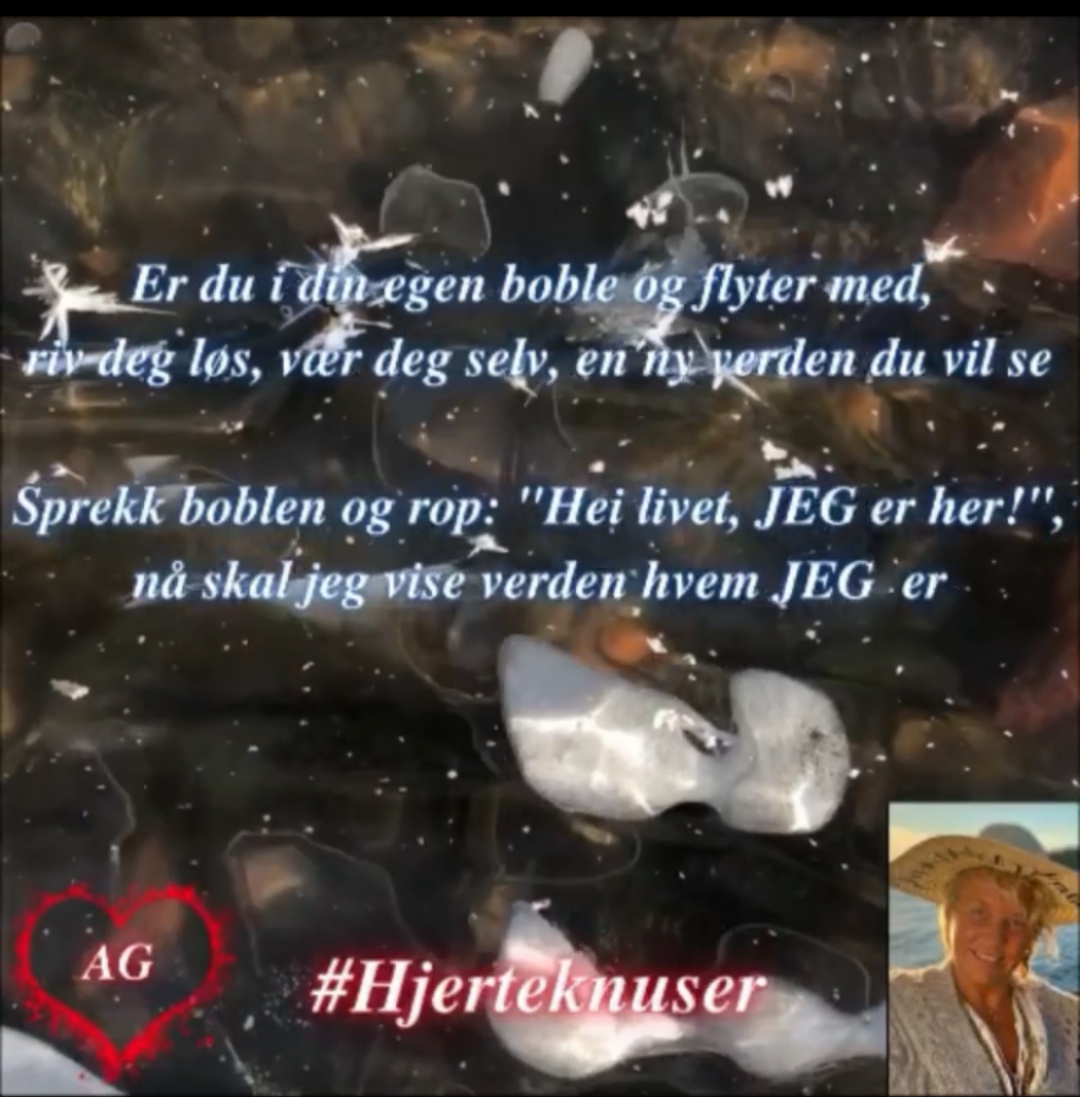 Er du i din egen boble og flyter med,
riv deg løs, vær deg selv, en ny verden du vil se
Sprekk boblen og rop: "Hei livet, JEG er her!",
nå skal jeg vise verden hvem JEG er
AG
#Hjerteknuser